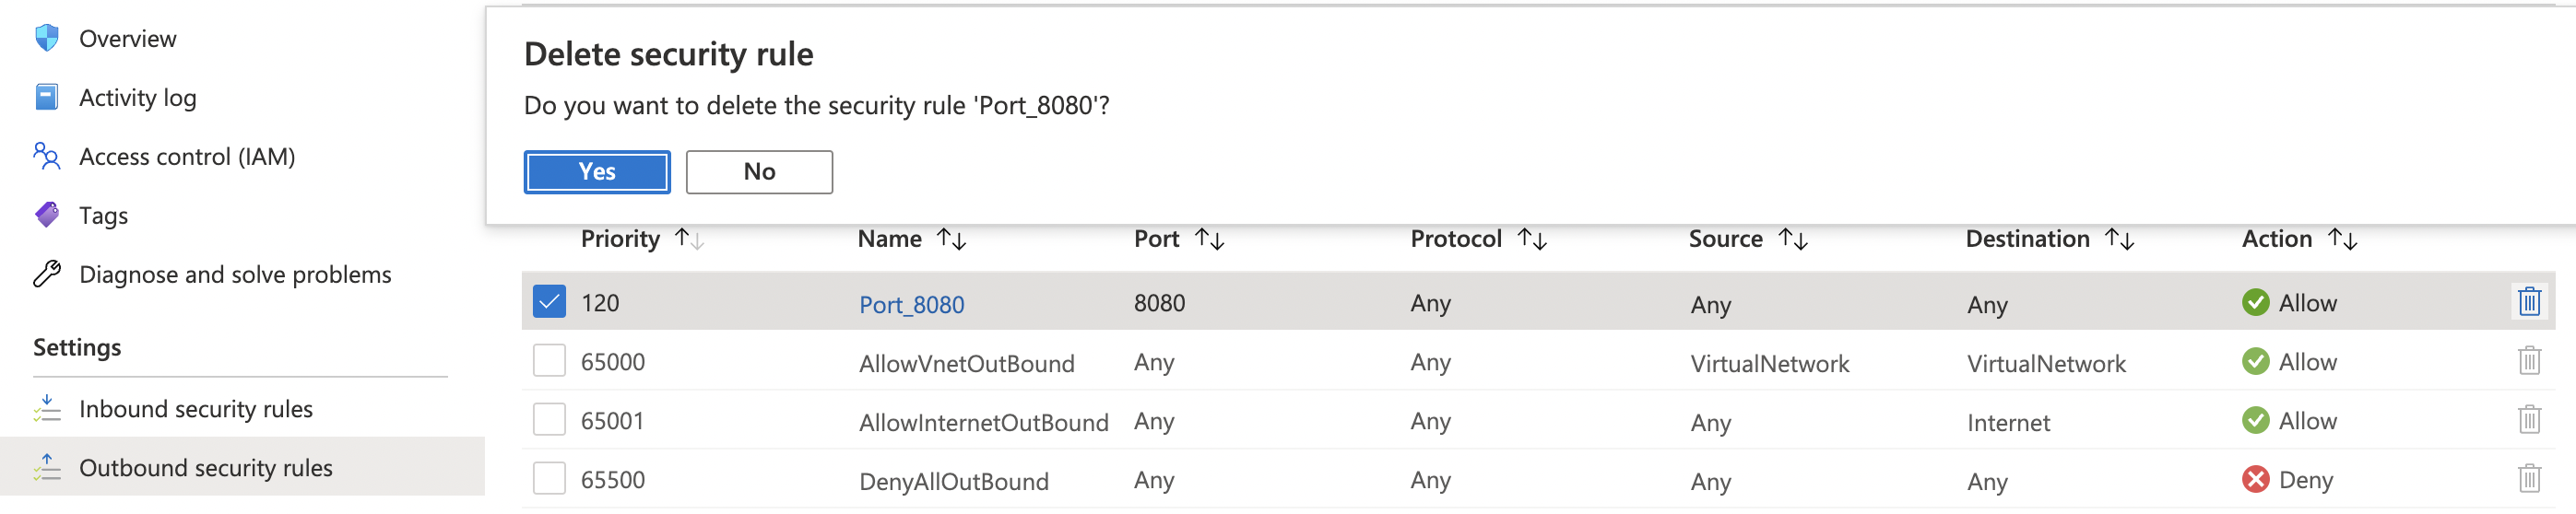 Overview
Activity log
Access control (IAM)
Tags
Diagnose and solve problems
Settings
Inbound security rules
Outbound security rules
Delete security rule
Do you want to delete the security rule 'Port_8080'?
Yes No
Priority Name Port Protocol Source Destination Action
120 Port_8080 8080 Any Any Any Allow
65000 AllowVnetOutBound Any Any VirtualNetwork VirtualNetwork Allow
65001 AllowInternetOutBound Any Any Any Internet Allow
65500 DenyAllOutBound Any Any Any Any Deny